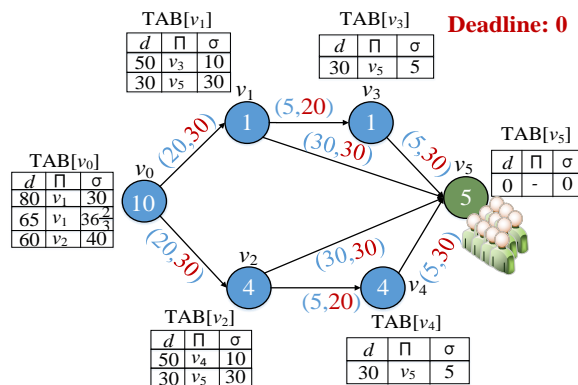 TAB[v₁]
d Π σ
50 v₃ 10
30 v₅ 30
TAB[v₃]
d Π σ
30 v₅ 5
Deadline: 0
v₁
1
(5,20)
v₃
1
(20,30)
(30,30)
(5,30)
TAB[v₅]
d Π σ
0 - 0
TAB[v₀]
d Π σ
80 v₁ 30
65 v₁ 36⅔
60 v₂ 40
v₀
10
v₅
5
(20,30)
(30,30)
(5,30)
v₂
4
(5,20)
4
v₄
TAB[v₂]
d Π σ
50 v₄ 10
30 v₅ 30
TAB[v₄]
d Π σ
30 v₅ 5